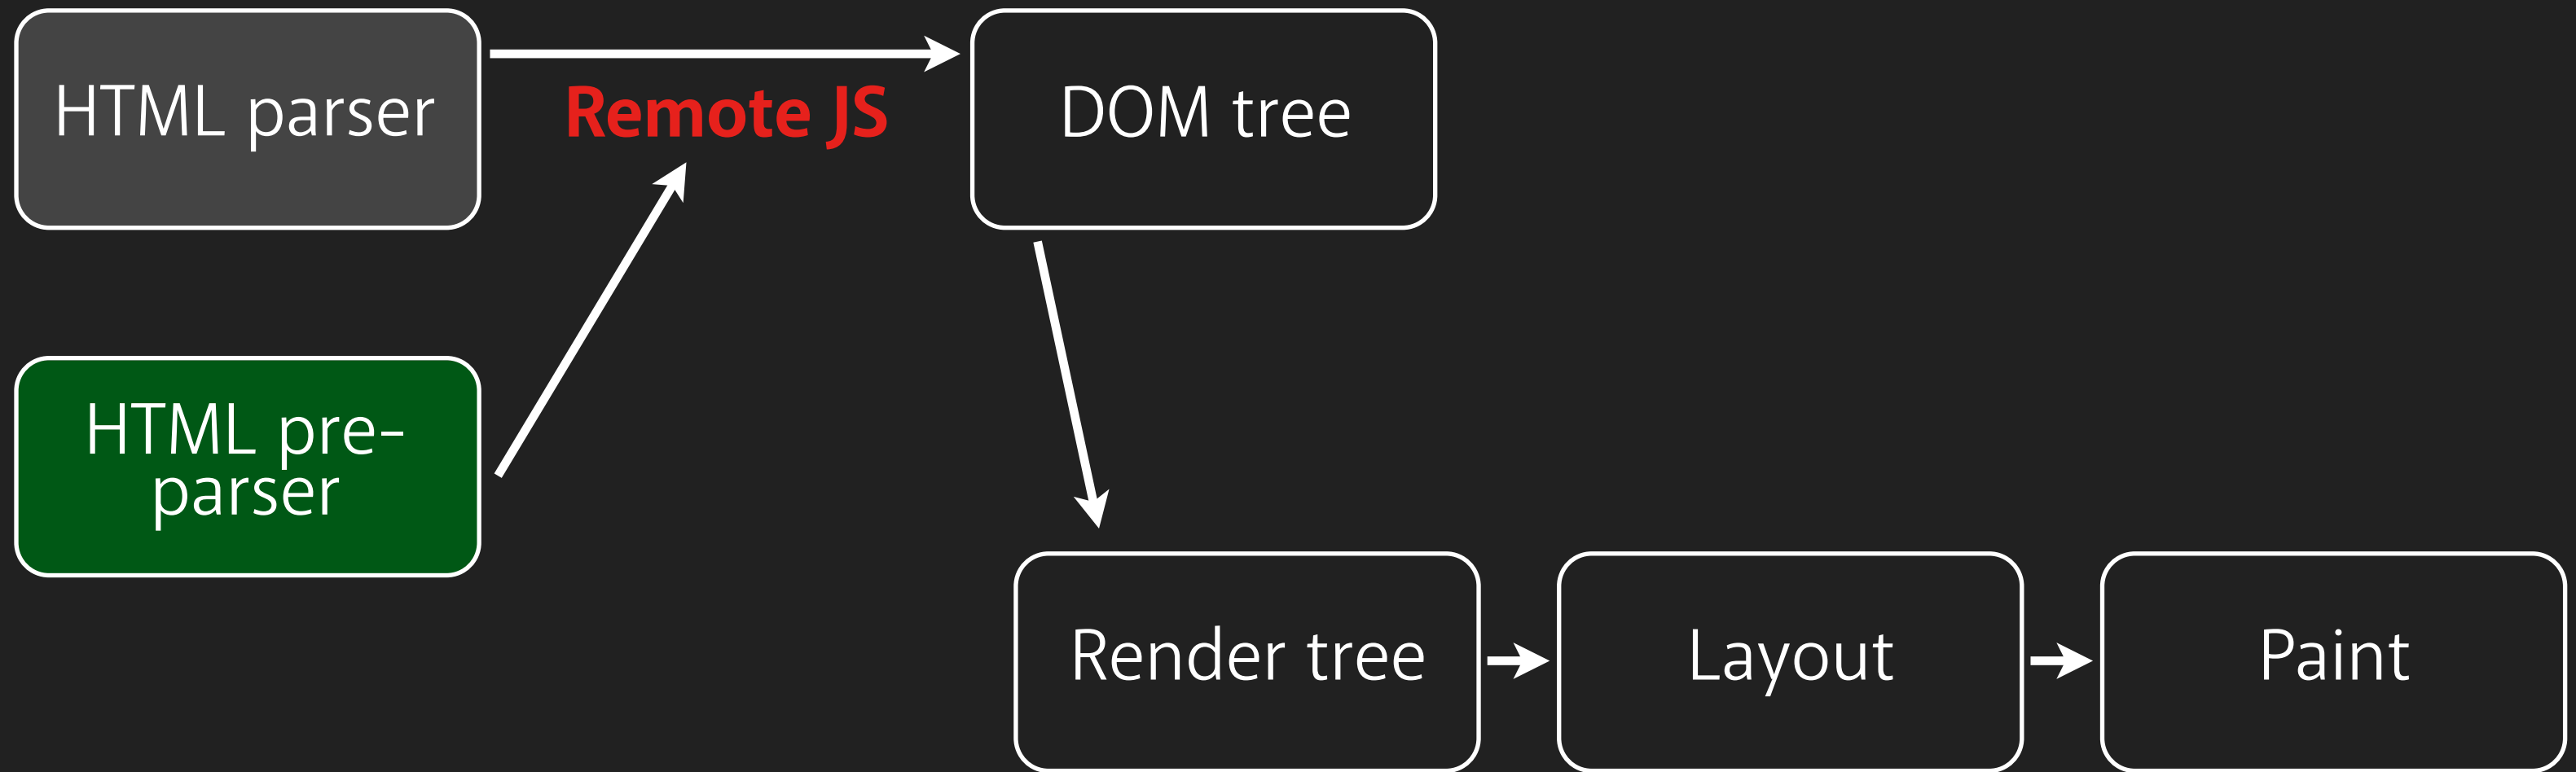 HTML parser
Remote JS
DOM tree
HTML pre-
parser
Render tree
Layout
Paint